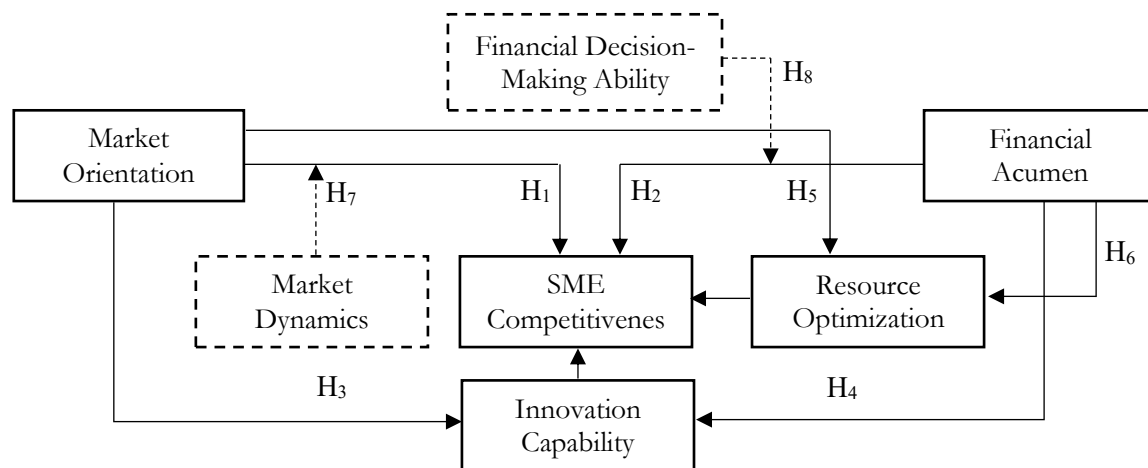 Financial Decision-
Making Ability
H₈
Market
Orientation
Financial
Acumen
H₇
H₁
H₂
H₅
H₆
Market
Dynamics
SME
Competitivenes
Resource
Optimization
H₃
H₄
Innovation
Capability